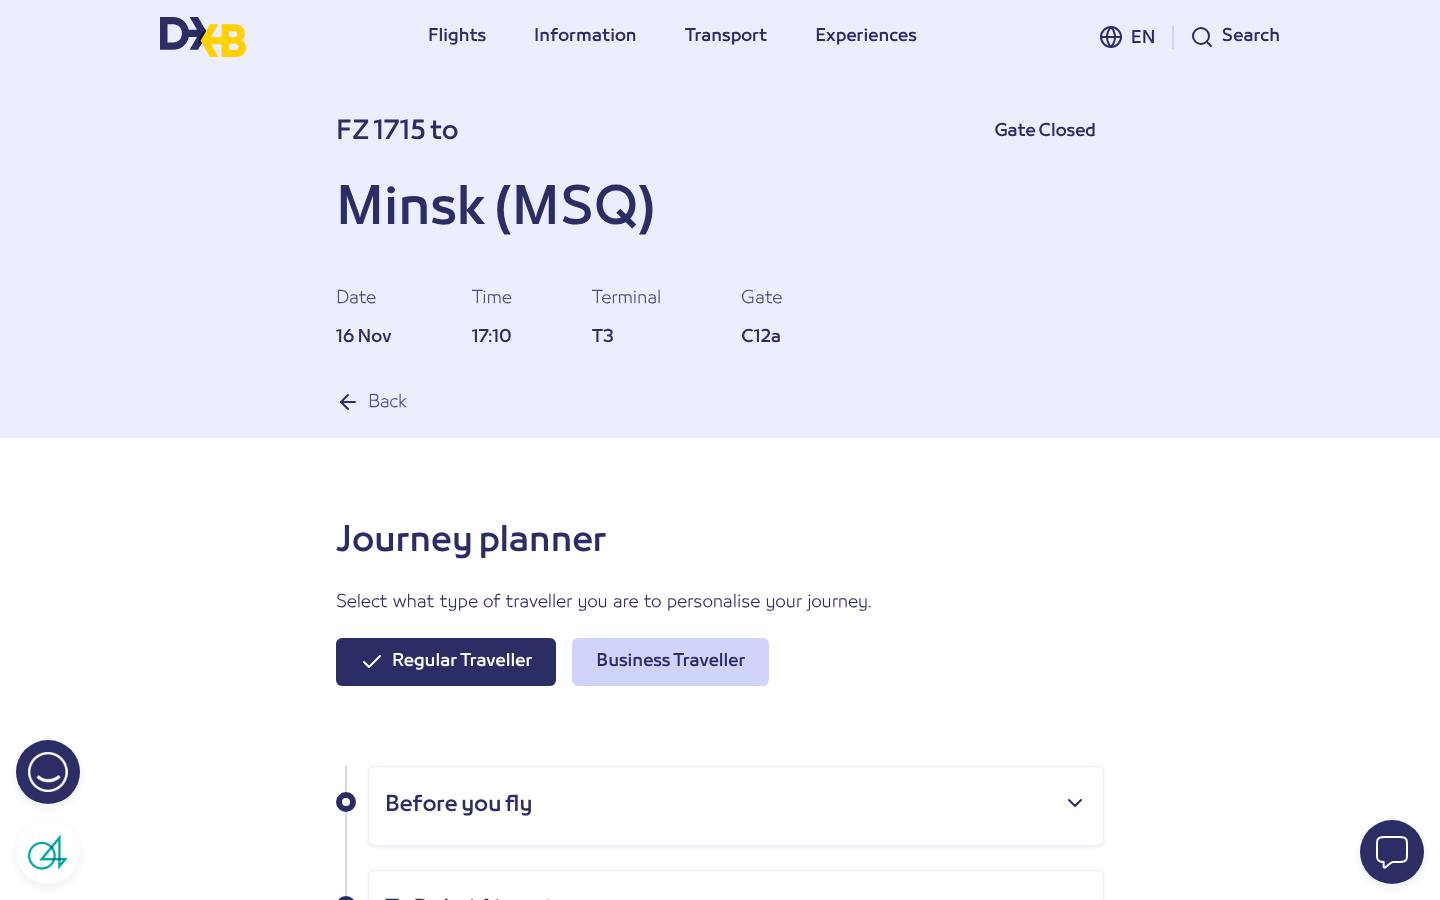 DXB
Flights
Information
Transport
Experiences
EN
Search
FZ 1715 to
Gate Closed
Minsk (MSQ)
Date
Time
Terminal
Gate
16 Nov
17:10
T3
C12a
Back
Journey planner
Select what type of traveller you are to personalise your journey.
Regular Traveller
Business Traveller
Before you fly